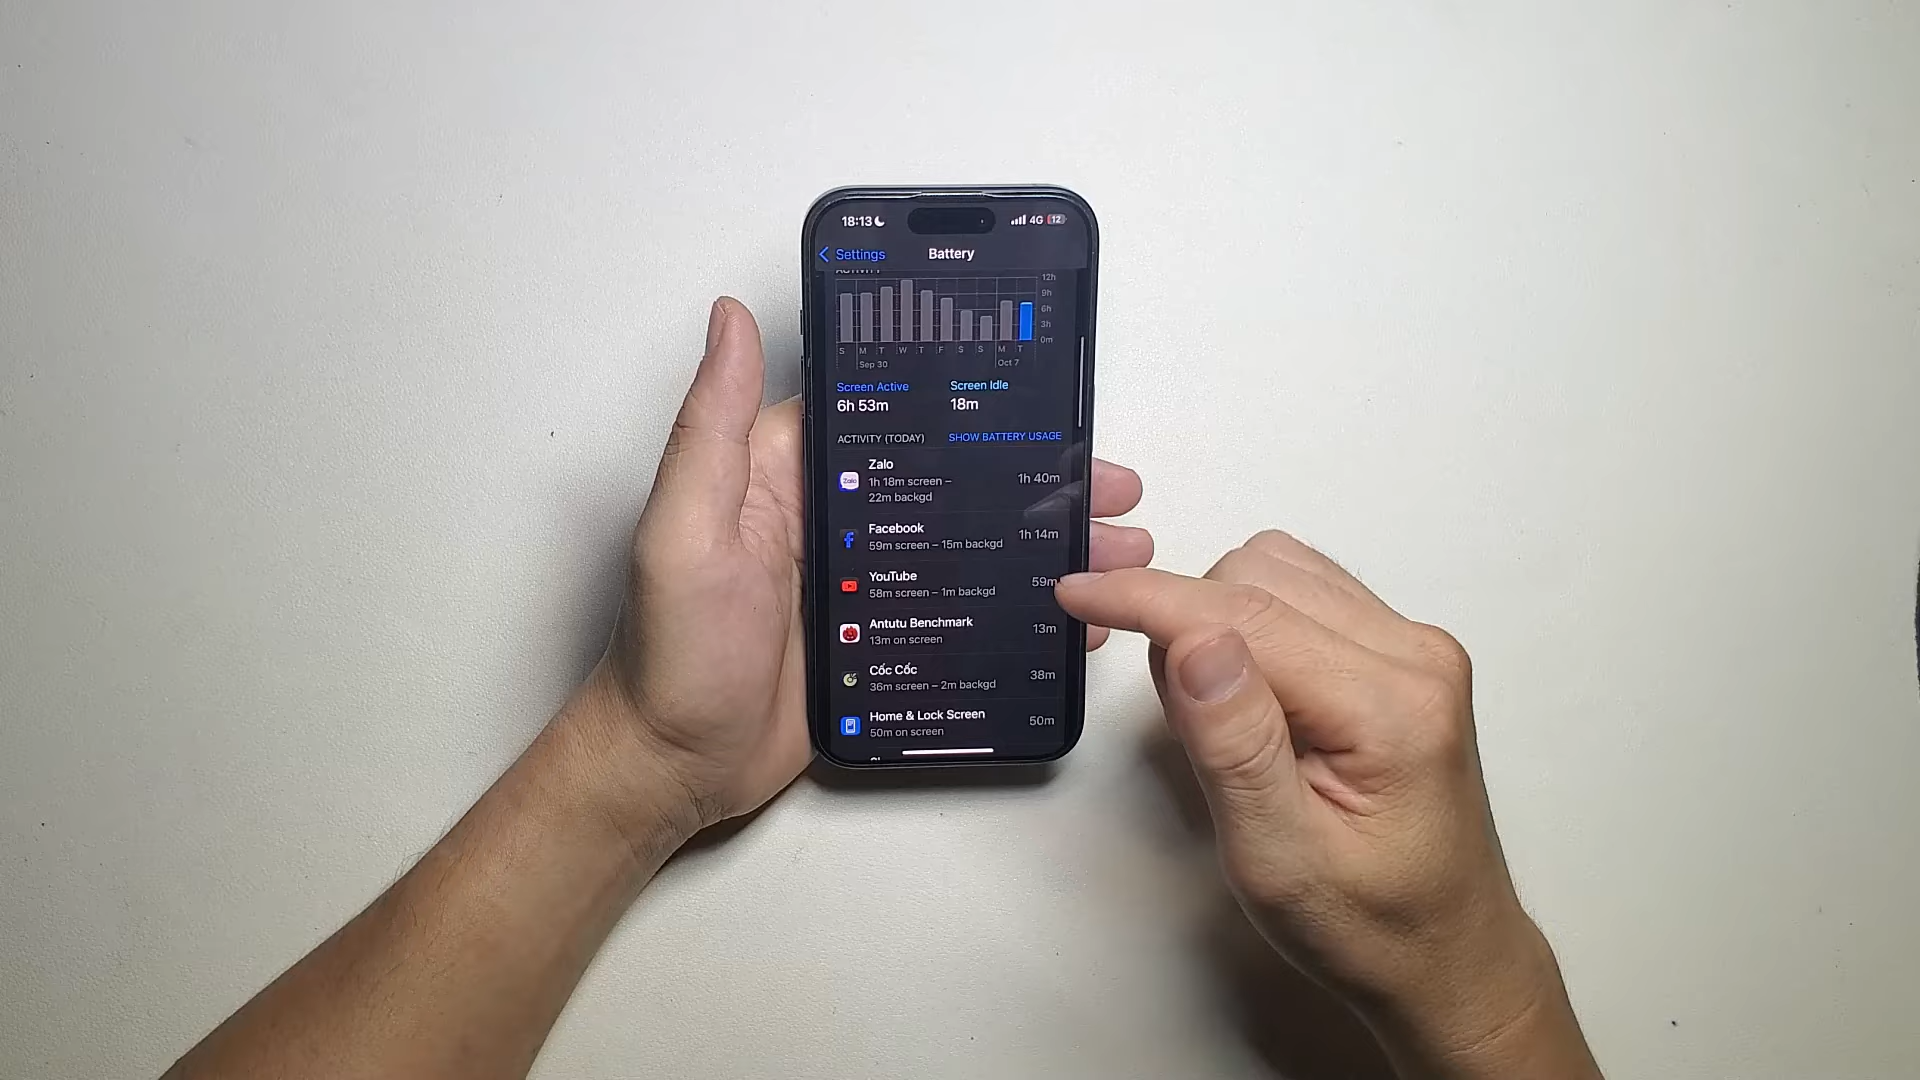 18:13 4G 12
Settings Battery
ACTIVITY
12h
9h
6h
3h
0m
S M T W T F S S M T
Sep 30 Oct 7
Screen Active Screen Idle
6h 53m 18m
ACTIVITY (TODAY) SHOW BATTERY USAGE
Zalo
Zalo
1h 18m screen –
22m backgd
1h 40m
Facebook
59m screen – 15m backgd
1h 14m
YouTube
58m screen – 1m backgd
59m
Antutu Benchmark
13m on screen
13m
Cốc Cốc
36m screen – 2m backgd
38m
Home & Lock Screen
50m on screen
50m